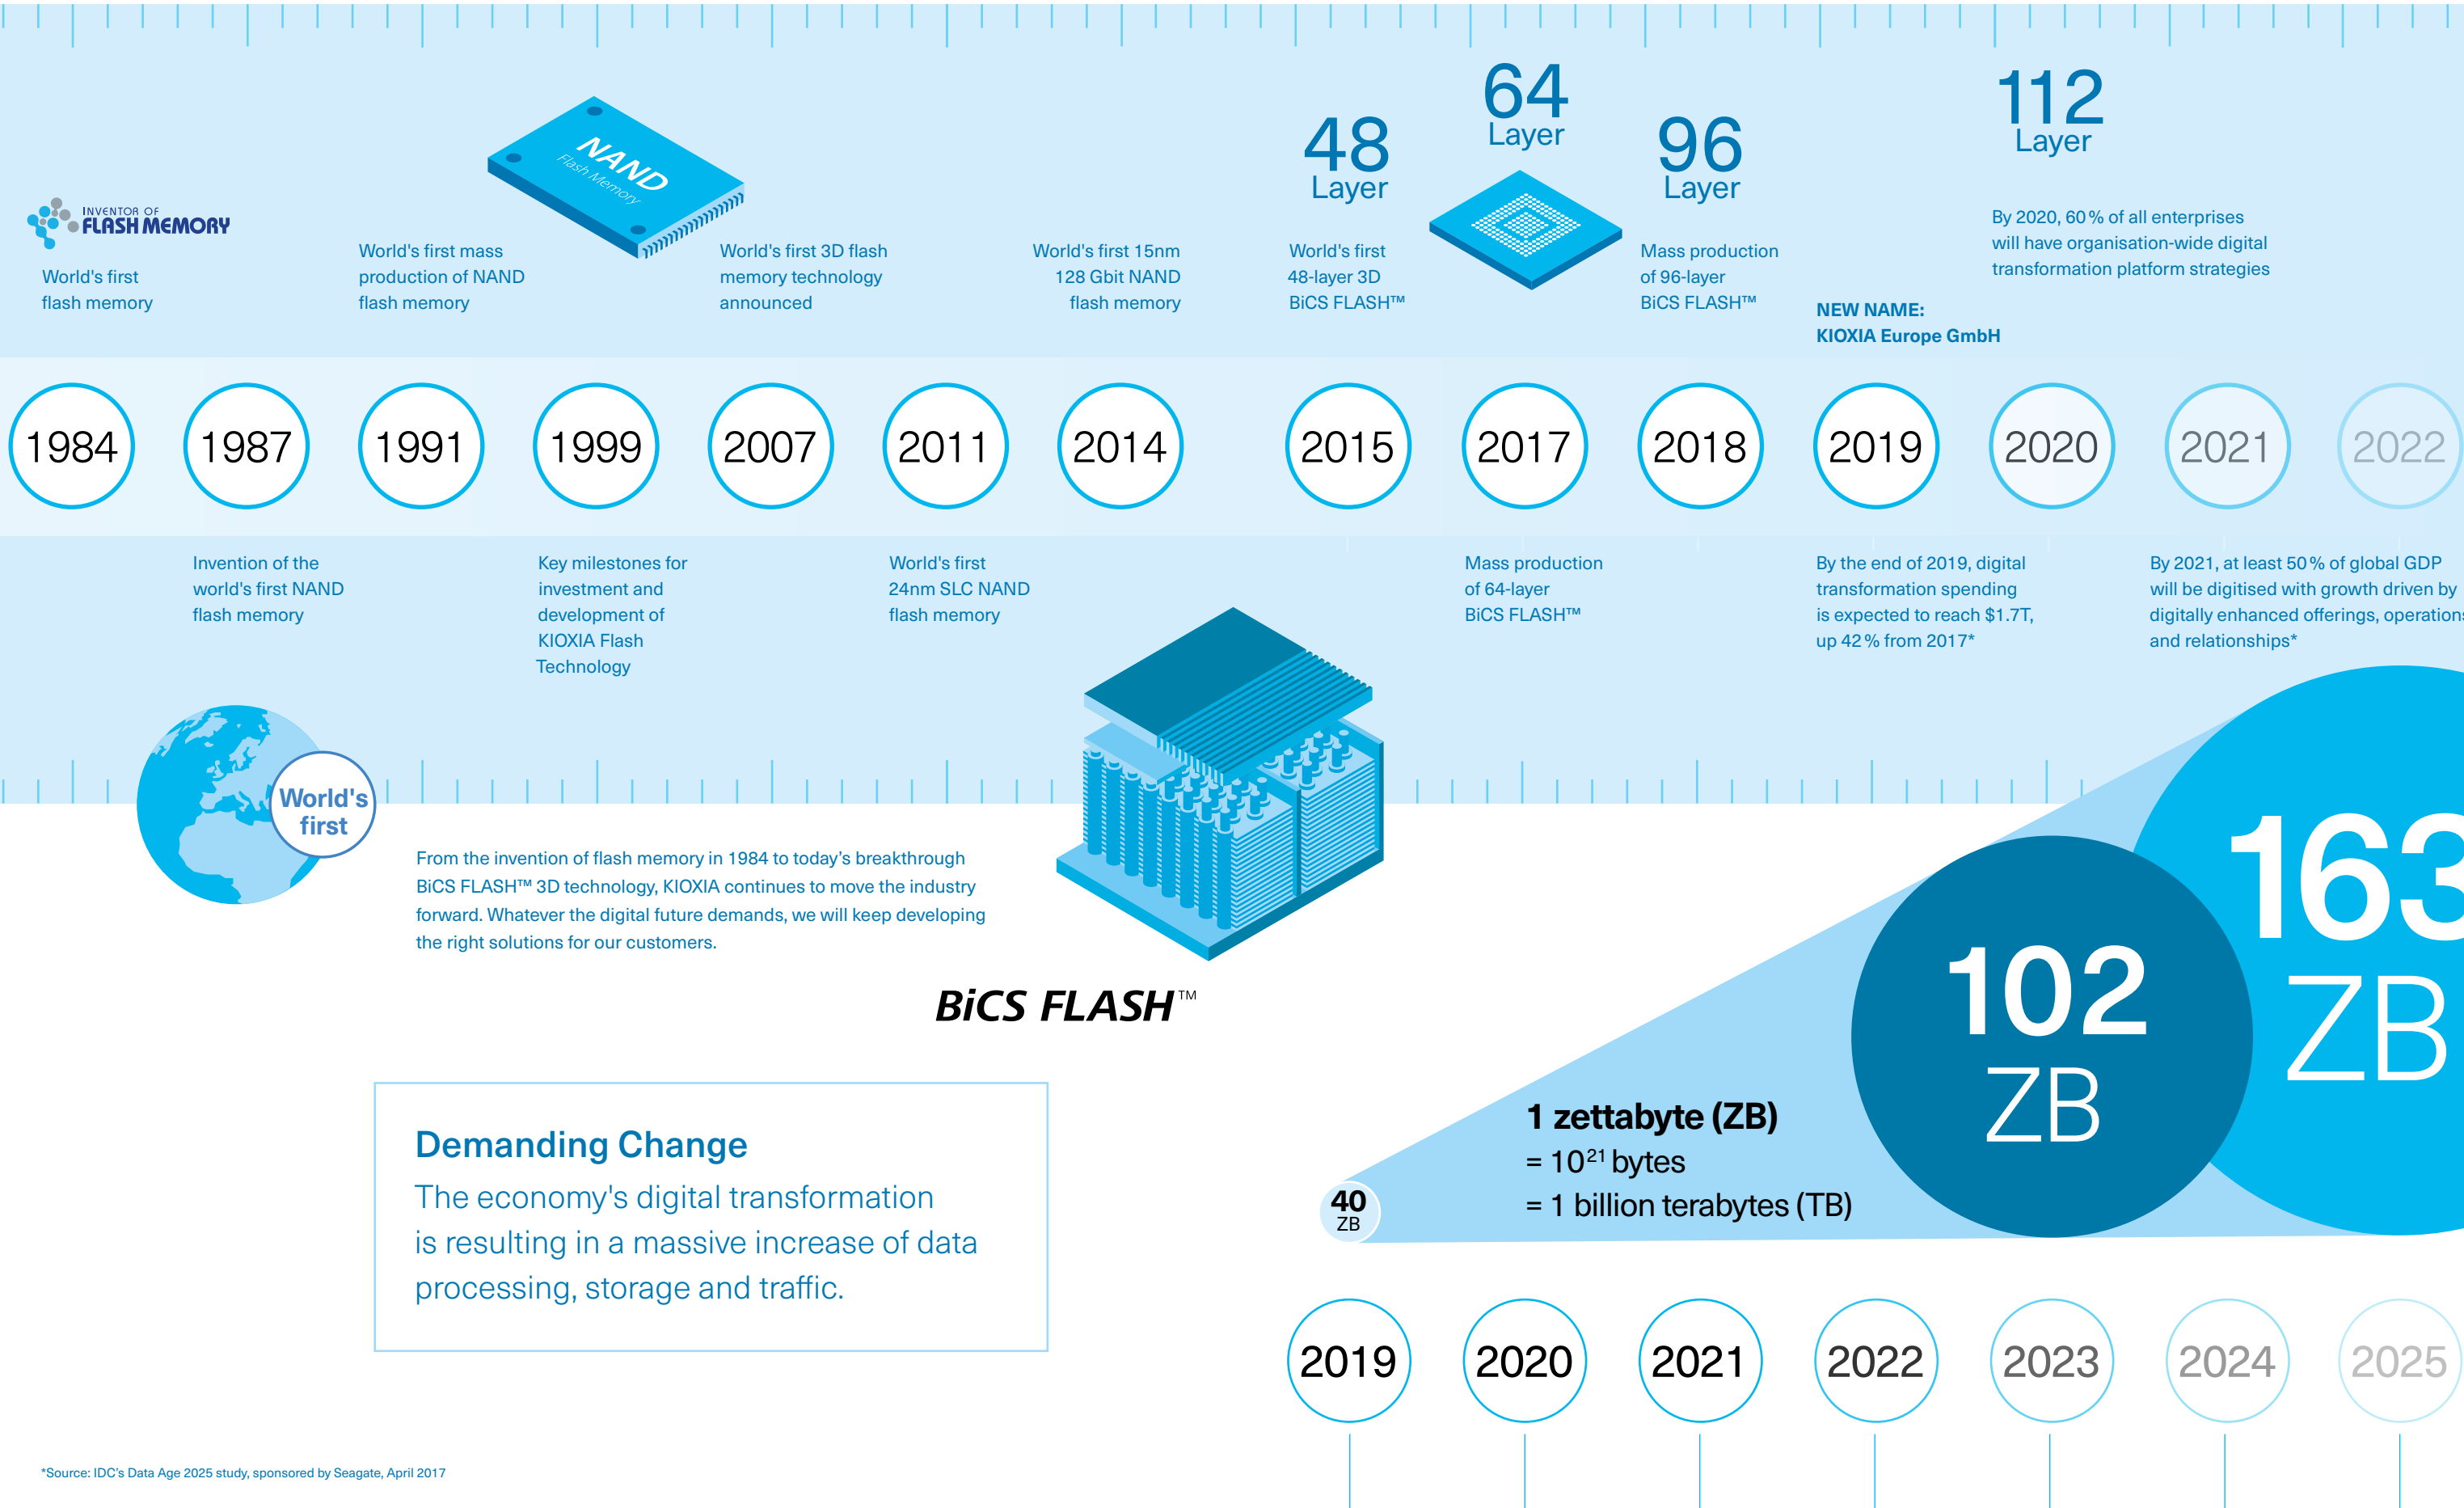 64
Layer
112
Layer
48
Layer
96
Layer
NAND
Flash Memory
INVENTOR OF
FLASH MEMORY
World's first
flash memory
World's first mass
production of NAND
flash memory
World's first 3D flash
memory technology
announced
World's first 15nm
128 Gbit NAND
flash memory
World's first
48-layer 3D
BiCS FLASH™
Mass production
of 96-layer
BiCS FLASH™
By 2020, 60 % of all enterprises
will have organisation-wide digital
transformation platform strategies
NEW NAME:
KIOXIA Europe GmbH
1984
1987
1991
1999
2007
2011
2014
2015
2017
2018
2019
2020
2021
2022
Invention of the
world's first NAND
flash memory
Key milestones for
investment and
development of
KIOXIA Flash
Technology
World's first
24nm SLC NAND
flash memory
Mass production
of 64-layer
BiCS FLASH™
By the end of 2019, digital
transformation spending
is expected to reach $1.7T,
up 42 % from 2017*
By 2021, at least 50 % of global GDP
will be digitised with growth driven by
digitally enhanced offerings, operations
and relationships*
World's
first
From the invention of flash memory in 1984 to today's breakthrough
BiCS FLASH™ 3D technology, KIOXIA continues to move the industry
forward. Whatever the digital future demands, we will keep developing
the right solutions for our customers.
BiCS FLASH™
Demanding Change
The economy's digital transformation
is resulting in a massive increase of data
processing, storage and traffic.
163
ZB
102
ZB
1 zettabyte (ZB)
= 10²¹ bytes
= 1 billion terabytes (TB)
40
ZB
2019
2020
2021
2022
2023
2024
2025
*Source: IDC's Data Age 2025 study, sponsored by Seagate, April 2017